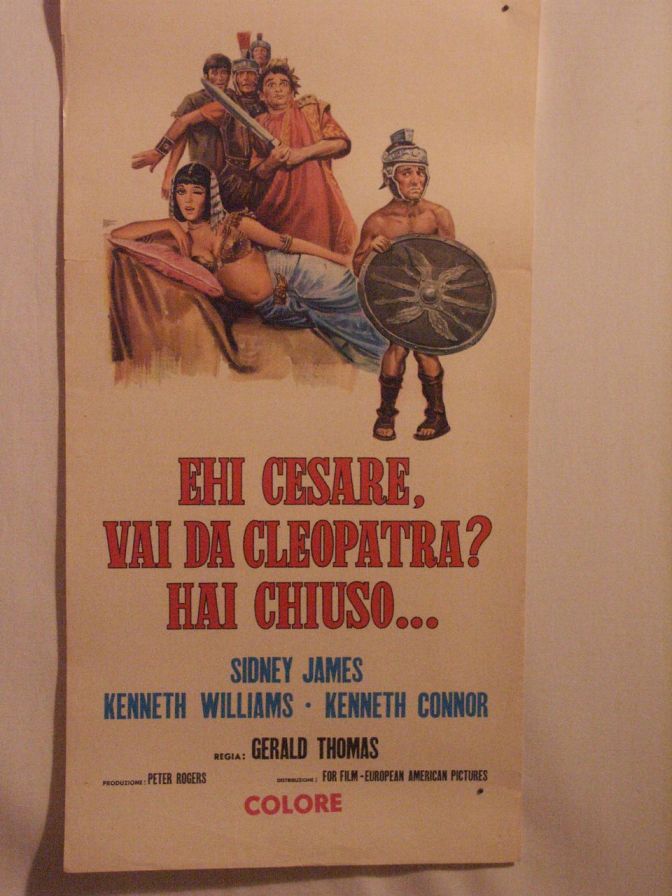 EHI CESARE,
VAI DA CLEOPATRA?
HAI CHIUSO...
SIDNEY JAMES
KENNETH WILLIAMS · KENNETH CONNOR
REGIA: GERALD THOMAS
PRODUZIONE: PETER ROGERS DISTRIBUZIONE: FOR FILM-EUROPEAN AMERICAN PICTURES
COLORE